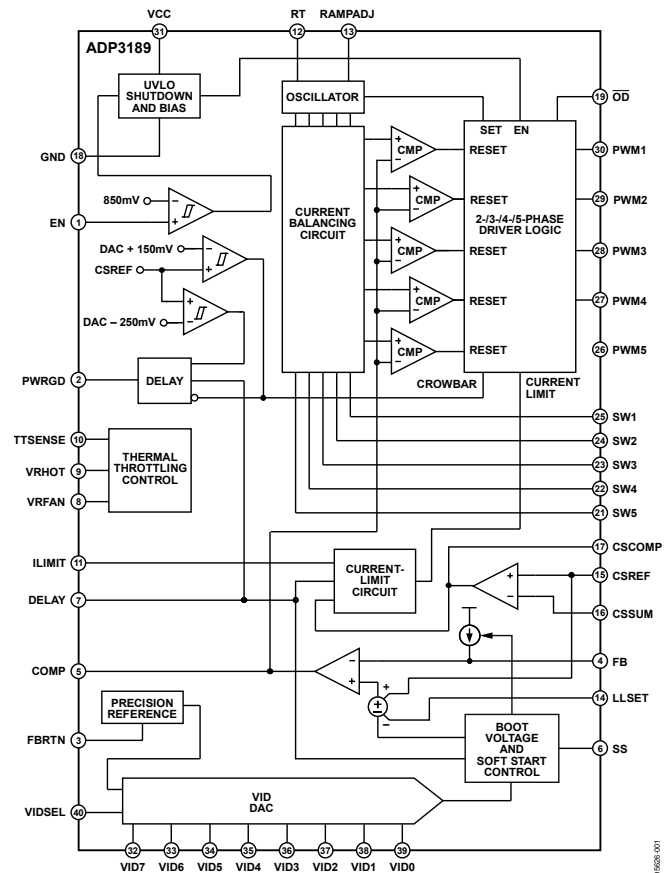 VCC
RT
RAMPADJ
31
12
13
ADP3189
UVLO
SHUTDOWN
AND BIAS
OSCILLATOR
19 OD
SET EN
GND 18
+
–
CMP
RESET
30 PWM1
850mV
–
+
EN 1
CURRENT
BALANCING
CIRCUIT
+
–
CMP
RESET
29 PWM2
2-/3-/4-/5-PHASE
DRIVER LOGIC
DAC + 150mV
–
CSREF
+
+
–
CMP
RESET
28 PWM3
+
–
DAC – 250mV
+
–
CMP
RESET
27 PWM4
+
–
CMP
RESET
26 PWM5
PWRGD 2
DELAY
CROWBAR
CURRENT
LIMIT
25 SW1
TTSENSE 10
24 SW2
VRHOT 9
THERMAL
THROTTLING
CONTROL
23 SW3
VRFAN 8
22 SW4
21 SW5
17 CSCOMP
ILIMIT 11
CURRENT-
LIMIT
CIRCUIT
+
–
15 CSREF
DELAY 7
16 CSSUM
COMP 5
–
+
4 FB
+
–
+
–
14 LLSET
PRECISION
REFERENCE
BOOT
VOLTAGE
AND
SOFT START
CONTROL
FBRTN 3
6 SS
VIDSEL 40
VID
DAC
32
33
34
35
36
37
38
39
VID7
VID6
VID5
VID4
VID3
VID2
VID1
VID0
05626-001